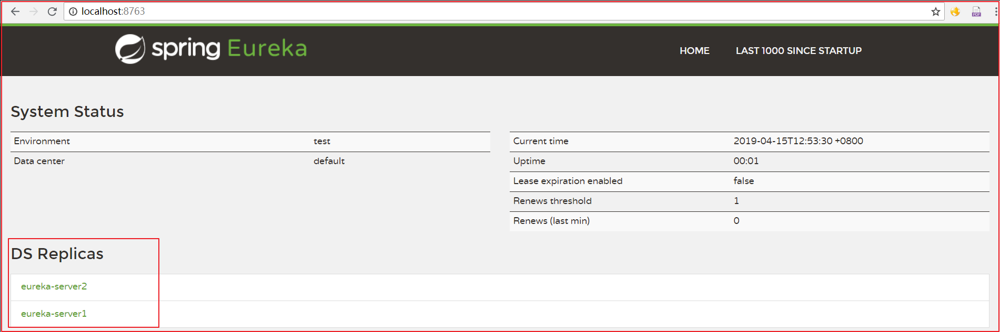 localhost:8763
spring Eureka
HOME LAST 1000 SINCE STARTUP
System Status
Environment test
Data center default
Current time 2019-04-15T12:53:30 +0800
Uptime 00:01
Lease expiration enabled false
Renews threshold 1
Renews (last min) 0
DS Replicas
eureka-server2
eureka-server1
PDF